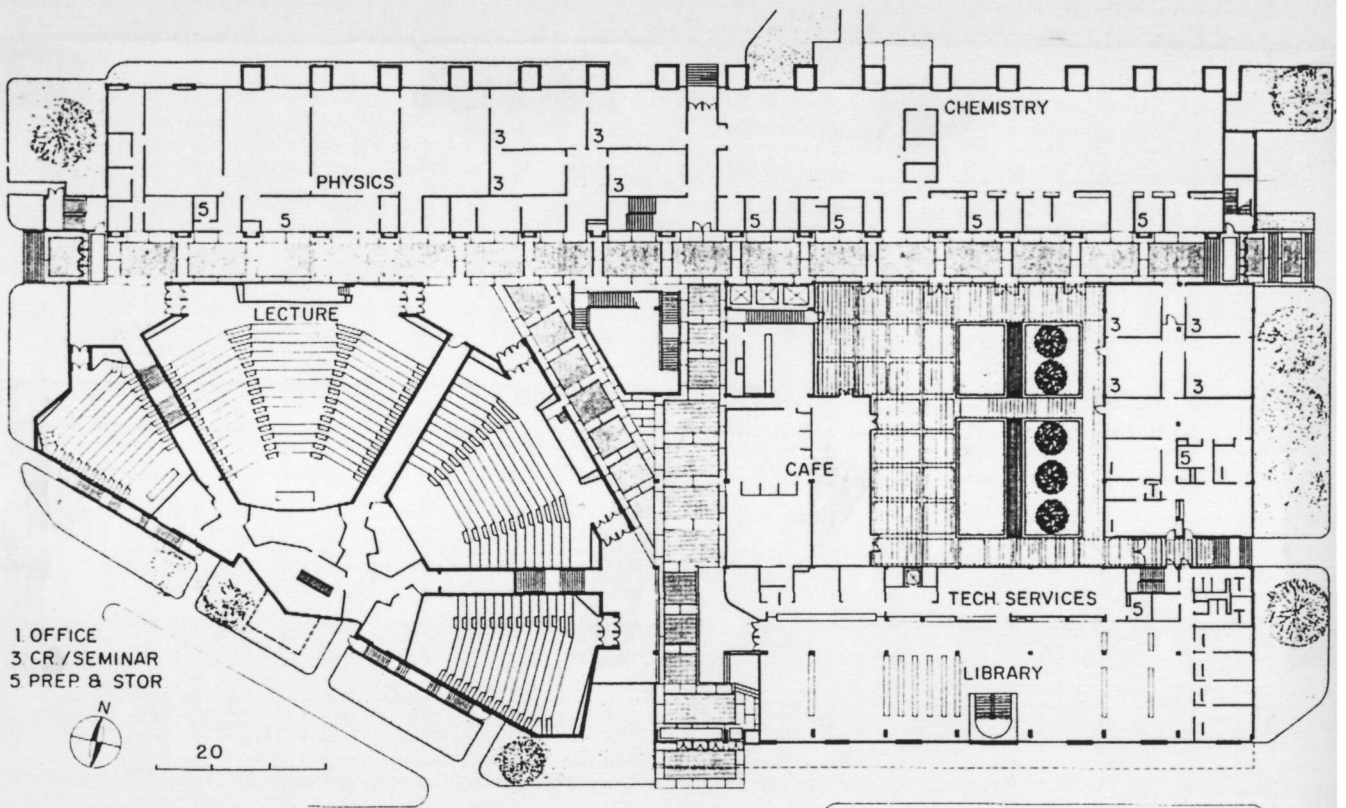 CHEMISTRY
3 3
PHYSICS 3 3
5 5 5 5 5 5
LECTURE
3 3
3 3
CAFE
5
TECH. SERVICES
5
LIBRARY
1. OFFICE
3. CR./SEMINAR
5. PREP. & STOR.
N
20